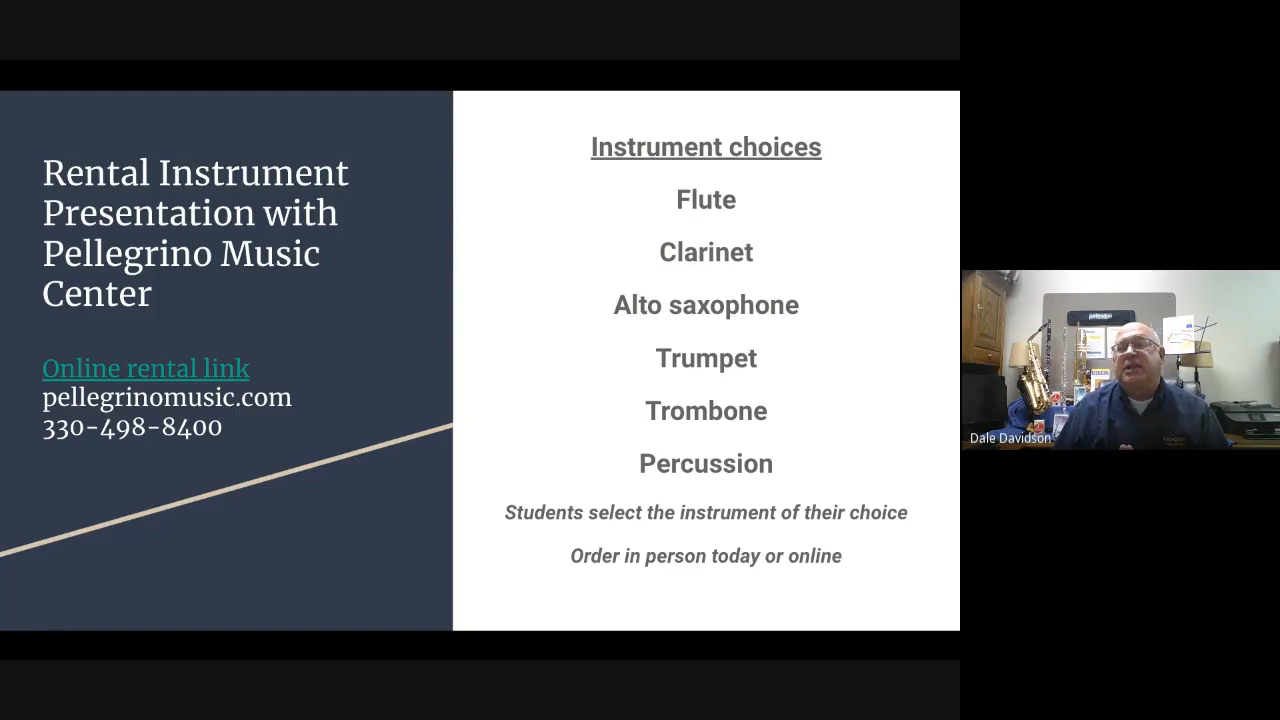 Rental Instrument
Presentation with
Pellegrino Music
Center
Online rental link
pellegrinomusic.com
330-498-8400
Instrument choices
Flute
Clarinet
Alto saxophone
Trumpet
Trombone
Percussion
Students select the instrument of their choice
Order in person today or online
pellegrino
Dale Davidson